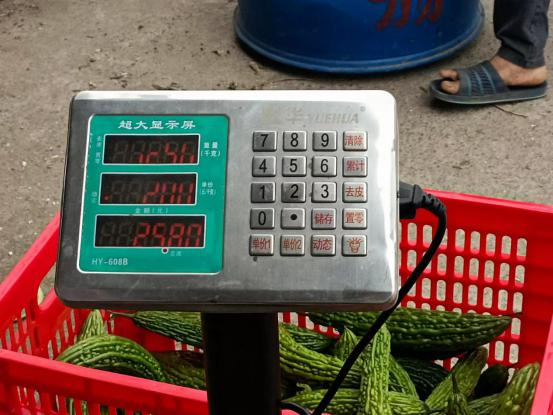 超大显示屏
重量
(千克)
单价
(元/千克)
金额(元)
HY-608B
YUEHUA
7 8 9 清除
4 5 6 累计
1 2 3 去皮
0 • 储存 置零
单价1 单价2 动态